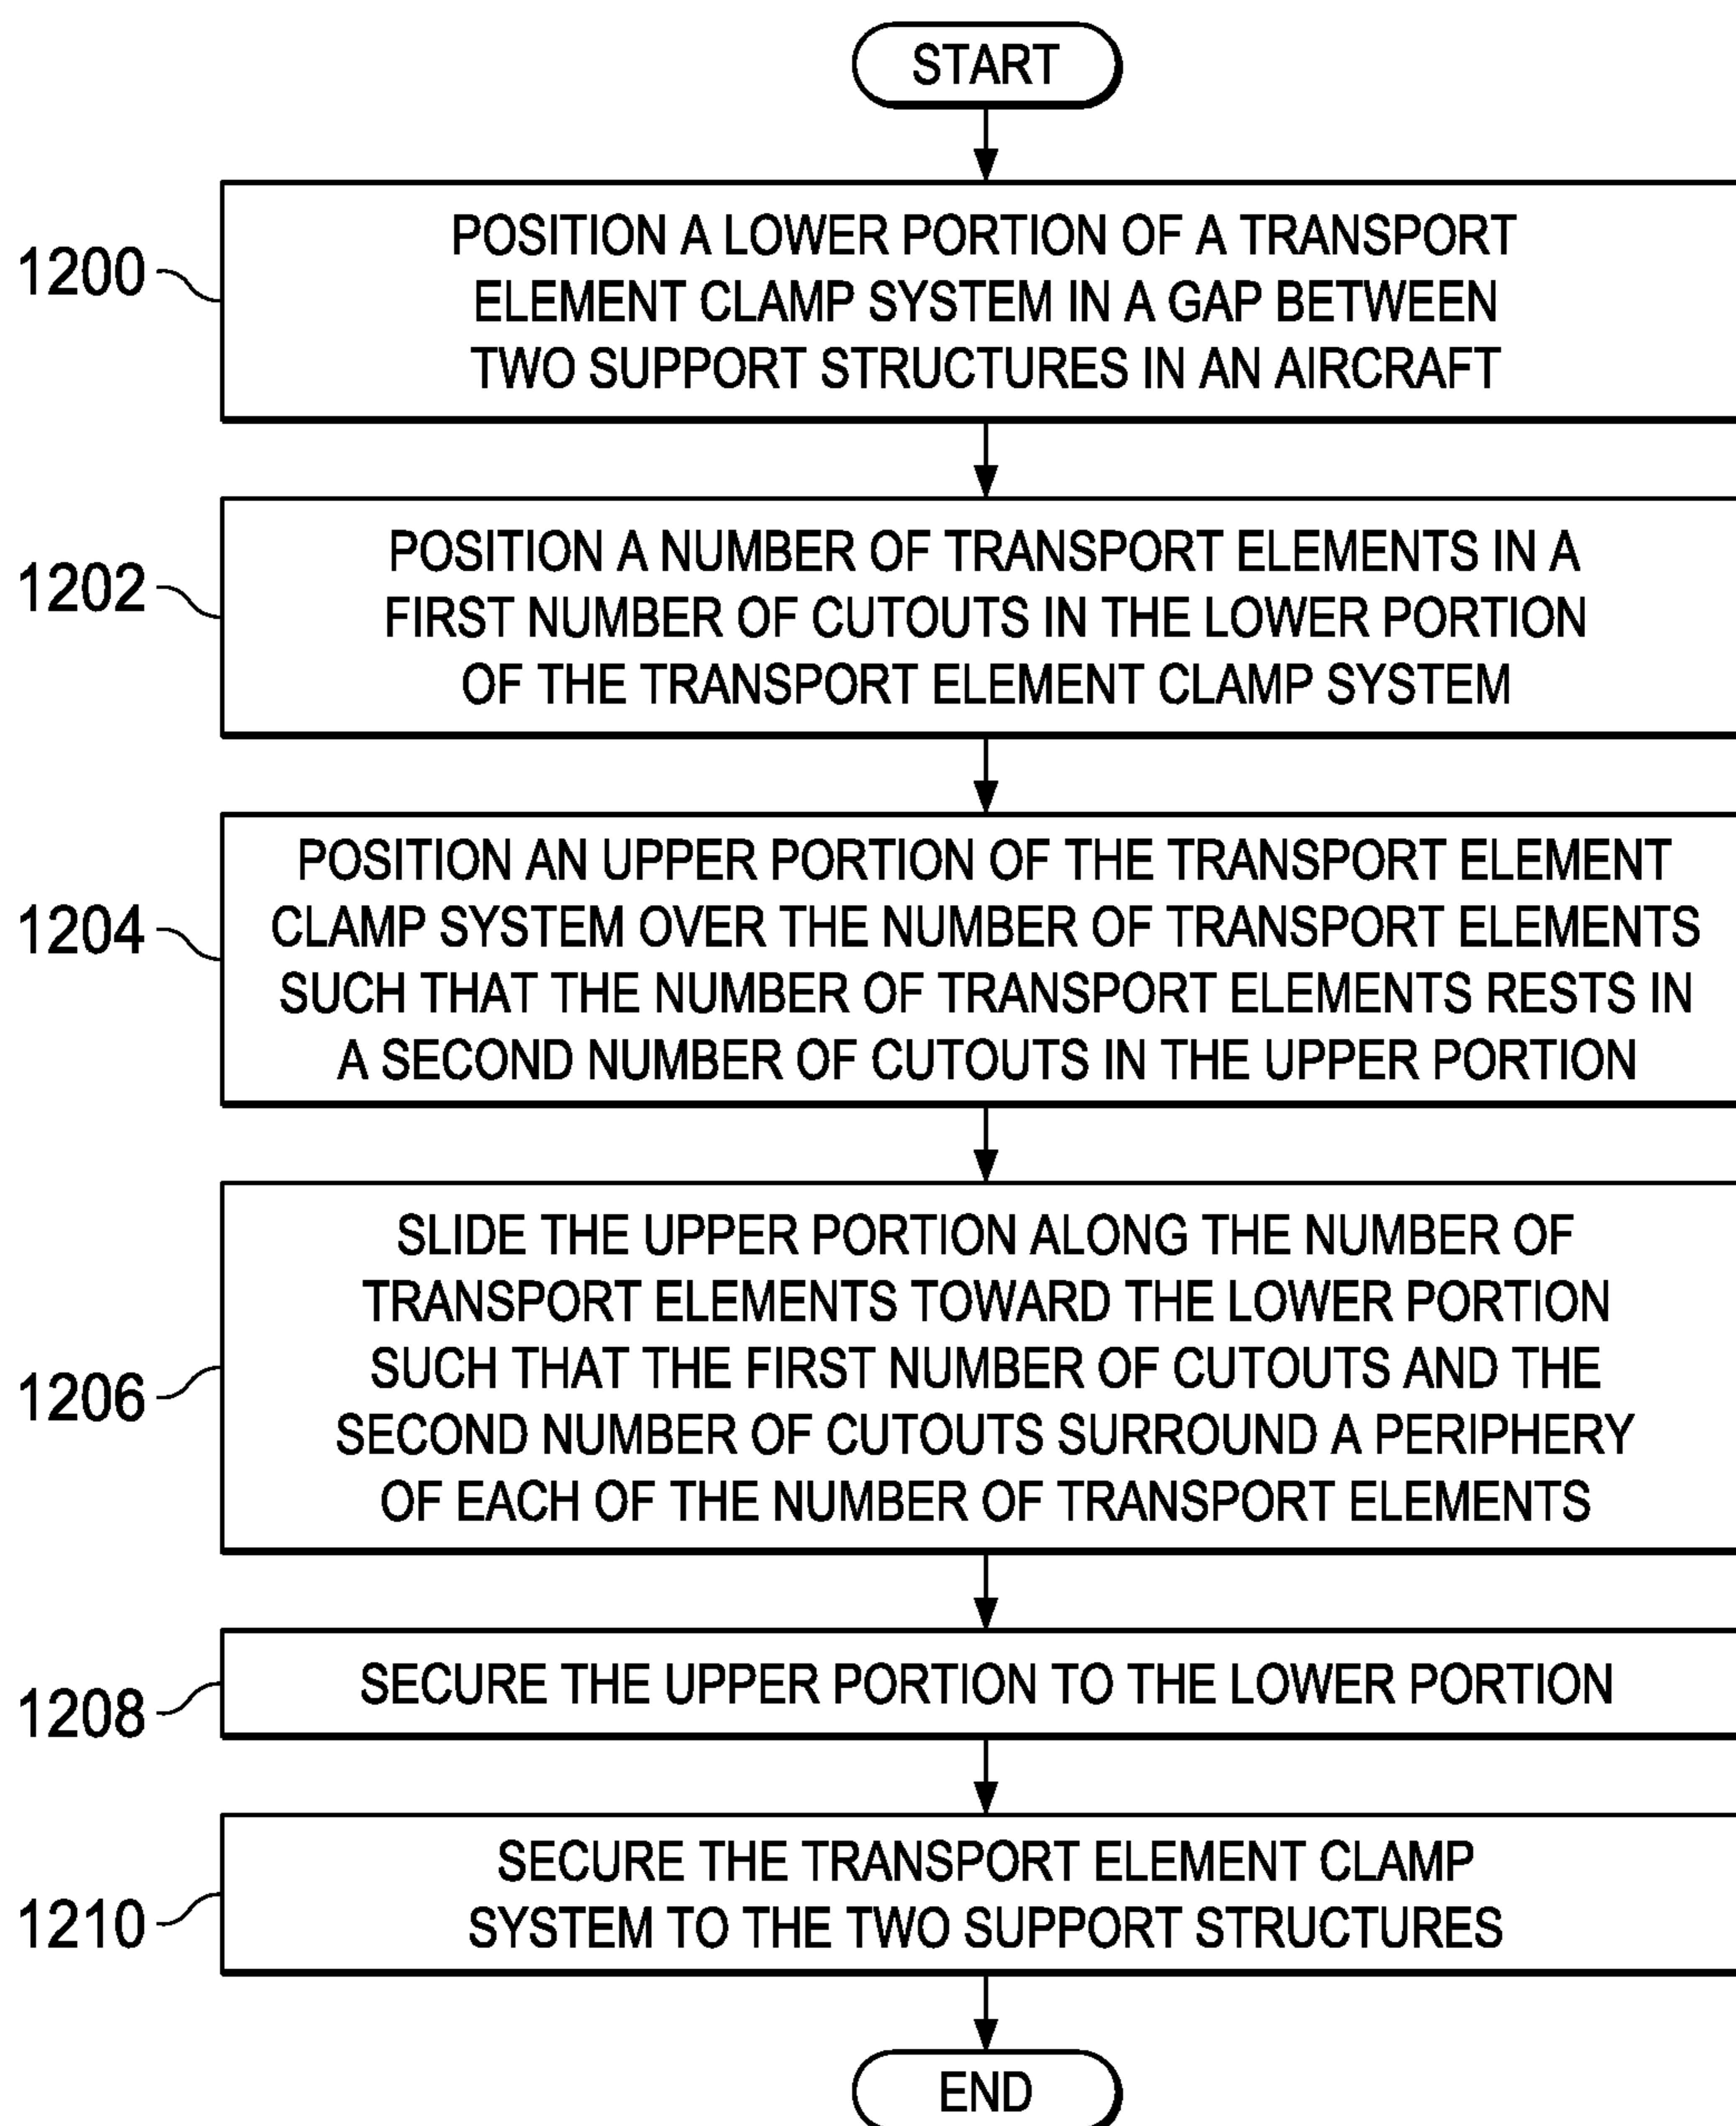 START
1200
POSITION A LOWER PORTION OF A TRANSPORT
ELEMENT CLAMP SYSTEM IN A GAP BETWEEN
TWO SUPPORT STRUCTURES IN AN AIRCRAFT
1202
POSITION A NUMBER OF TRANSPORT ELEMENTS IN A
FIRST NUMBER OF CUTOUTS IN THE LOWER PORTION
OF THE TRANSPORT ELEMENT CLAMP SYSTEM
1204
POSITION AN UPPER PORTION OF THE TRANSPORT ELEMENT
CLAMP SYSTEM OVER THE NUMBER OF TRANSPORT ELEMENTS
SUCH THAT THE NUMBER OF TRANSPORT ELEMENTS RESTS IN
A SECOND NUMBER OF CUTOUTS IN THE UPPER PORTION
1206
SLIDE THE UPPER PORTION ALONG THE NUMBER OF
TRANSPORT ELEMENTS TOWARD THE LOWER PORTION
SUCH THAT THE FIRST NUMBER OF CUTOUTS AND THE
SECOND NUMBER OF CUTOUTS SURROUND A PERIPHERY
OF EACH OF THE NUMBER OF TRANSPORT ELEMENTS
1208
SECURE THE UPPER PORTION TO THE LOWER PORTION
1210
SECURE THE TRANSPORT ELEMENT CLAMP
SYSTEM TO THE TWO SUPPORT STRUCTURES
END